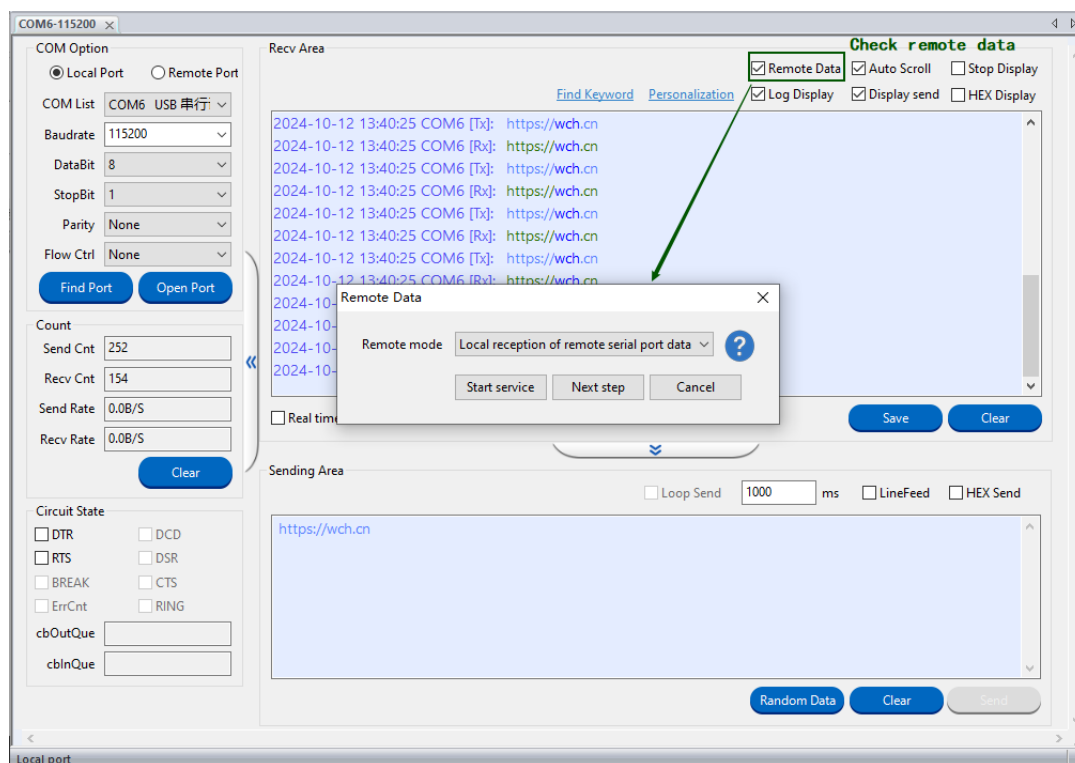 COM6-115200
COM Option
Local Port Remote Port
COM List COM6 USB 串行
Baudrate 115200
DataBit 8
StopBit 1
Parity None
Flow Ctrl None
Find Port Open Port
Count
Send Cnt 252
Recv Cnt 154
Send Rate 0.0B/S
Recv Rate 0.0B/S
Clear
Circuit State
DTR DCD
RTS DSR
BREAK CTS
ErrCnt RING
cbOutQue
cbInQue
Recv Area
Check remote data
Remote Data Auto Scroll Stop Display
Find Keyword Personalization Log Display Display send HEX Display
2024-10-12 13:40:25 COM6 [Tx]: https://wch.cn
2024-10-12 13:40:25 COM6 [Rx]: https://wch.cn
2024-10-12 13:40:25 COM6 [Tx]: https://wch.cn
2024-10-12 13:40:25 COM6 [Rx]: https://wch.cn
2024-10-12 13:40:25 COM6 [Tx]: https://wch.cn
2024-10-12 13:40:25 COM6 [Rx]: https://wch.cn
2024-10-12 13:40:25 COM6 [Tx]: https://wch.cn
2024-10-12 13:40:25 COM6 [Rx]: https://wch.cn
2024-10-
2024-10-
2024-10-
2024-10-
Remote Data
Remote mode Local reception of remote serial port data ?
Start service Next step Cancel
Real time
Save Clear
Sending Area
Loop Send 1000 ms LineFeed HEX Send
https://wch.cn
Random Data Clear Send
Local port